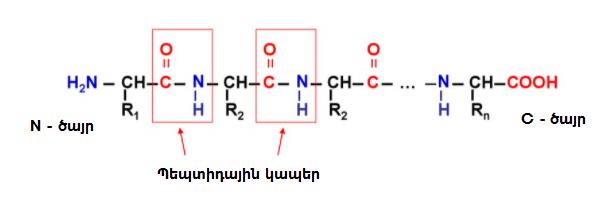 O O O
H₂N – CH – C – N – CH – C – N – CH – C – ... –N – CH – COOH
R₁ H R₂ H R₂ H Rₙ
N - ծայր C - ծայր
Պեպտիդային կապեր